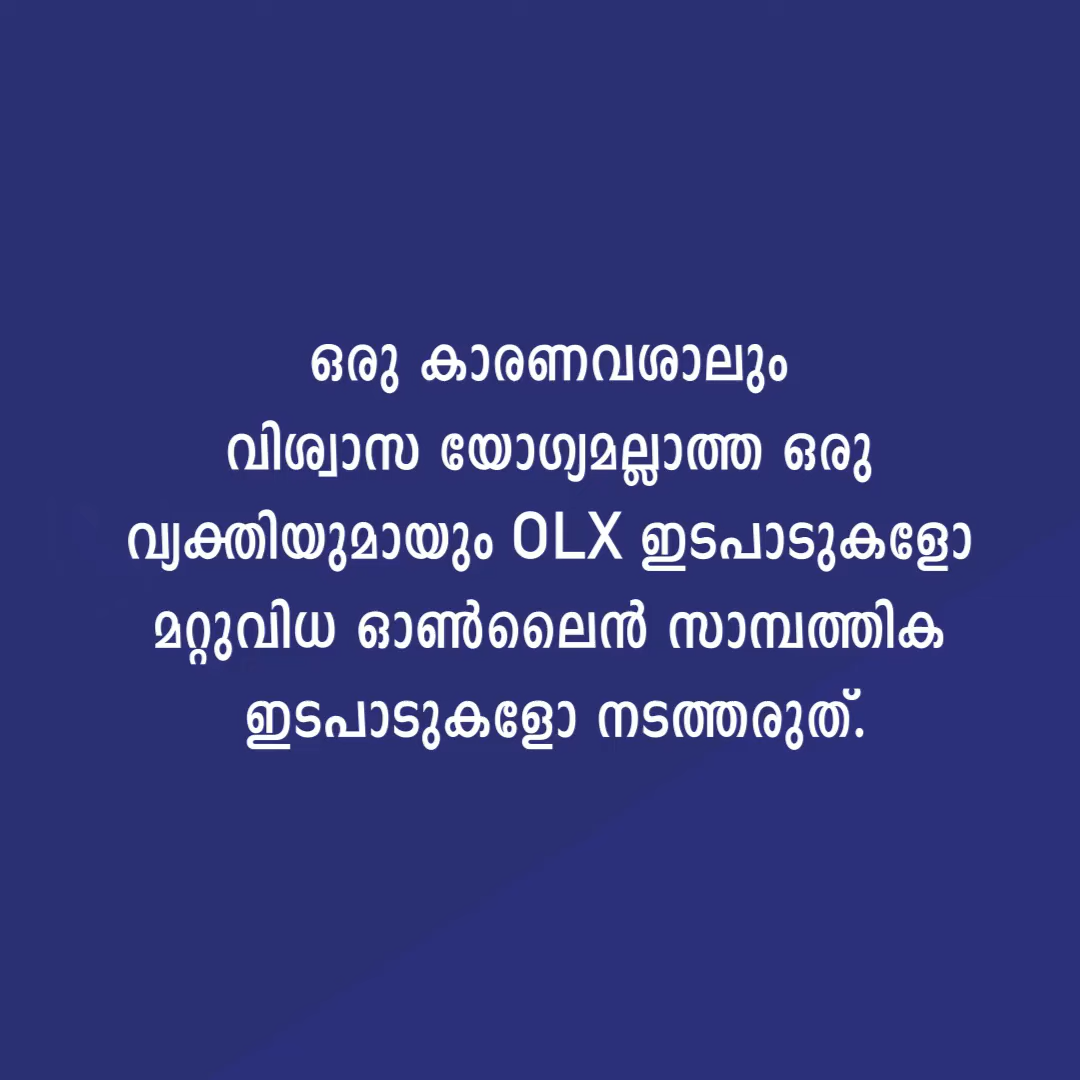 ഒരു കാരണവശാലും
വിശ്വാസ യോഗ്യമല്ലാത്ത ഒരു
വ്യക്തിയുമായും OLX ഇടപാടുകളോ
മറ്റുവിധ ഓൺലൈൻ സാമ്പത്തിക
ഇടപാടുകളോ നടത്തരുത്.